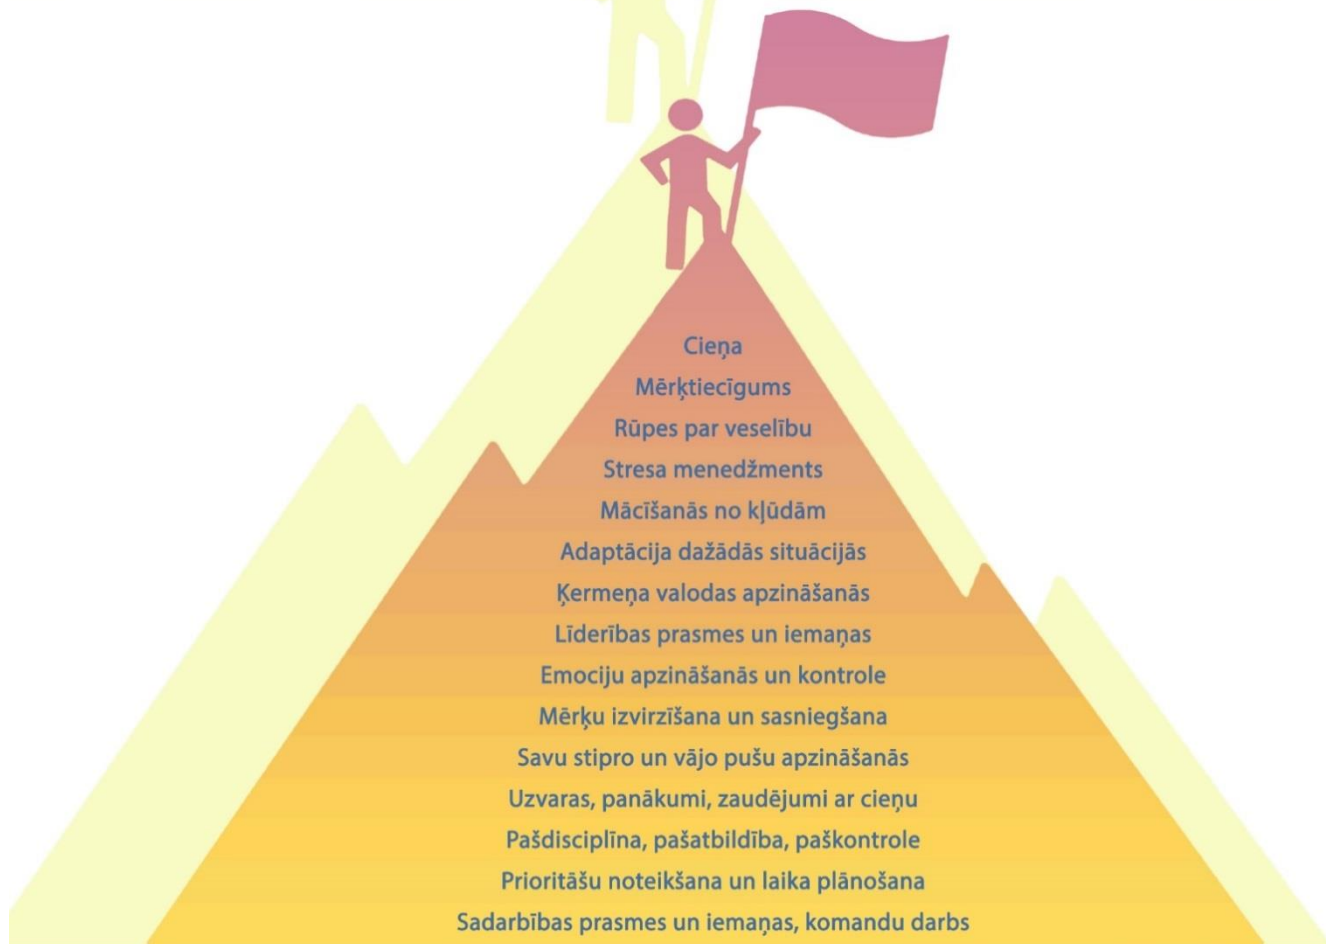 Cieņa
Mērķtiecīgums
Rūpes par veselību
Stresa menedžments
Mācīšanās no kļūdām
Adaptācija dažādās situācijās
Ķermeņa valodas apzināšanās
Līderības prasmes un iemaņas
Emociju apzināšanās un kontrole
Mērķu izvirzīšana un sasniegšana
Savu stipro un vājo pušu apzināšanās
Uzvaras, panākumi, zaudējumi ar cieņu
Pašdisciplīna, pašatbildība, paškontrole
Prioritāšu noteikšana un laika plānošana
Sadarbības prasmes un iemaņas, komandu darbs